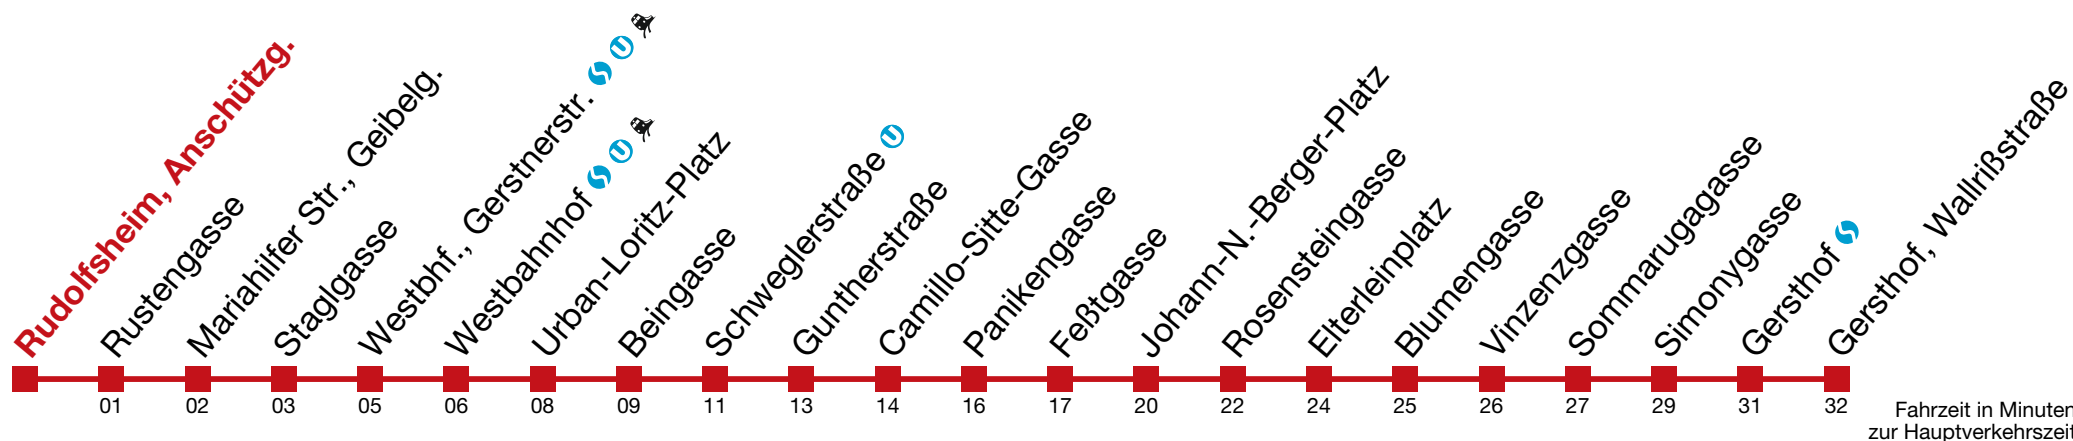 Rudolfsheim, Anschützg.
Rustengasse
Mariahilfer Str., Geibelg.
Staglgasse
Westbhf., Gerstnerstr.
Westbahnhof
Urban-Loritz-Platz
Beingasse
Schweglerstraße U
Guntherstraße
Camillo-Sitte-Gasse
Panikengasse
Feßtgasse
Johann-N.-Berger-Platz
Rosensteingasse
Elterleinplatz
Blumengasse
Vinzenzgasse
Sommarugagasse
Simonygasse
Gersthof
Gersthof, Wallrißstraße
01 02 03 05 06 08 09 11 13 14 16 17 20 22 24 25 26 27 29 31 32
Fahrzeit in Minuten
zur Hauptverkehrszeit